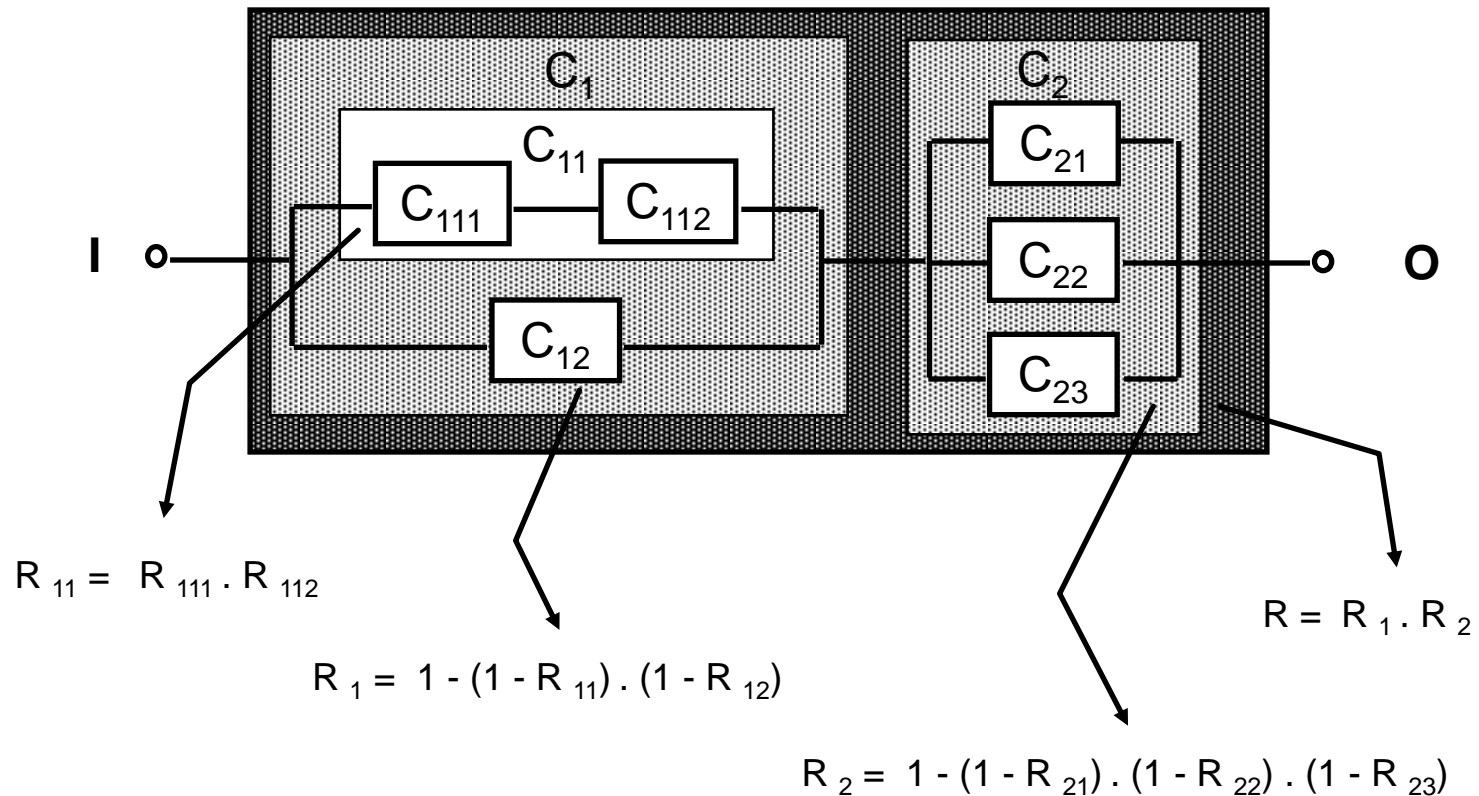 C₁
C₂
C₁₁
C₂₁
C₁₁₁
C₁₁₂
I
C₂₂
O
C₁₂
C₂₃
R ₁₁ = R ₁₁₁ . R ₁₁₂
R = R ₁ . R ₂
R ₁ = 1 - (1 - R ₁₁) . (1 - R ₁₂)
R ₂ = 1 - (1 - R ₂₁) . (1 - R ₂₂) . (1 - R ₂₃)